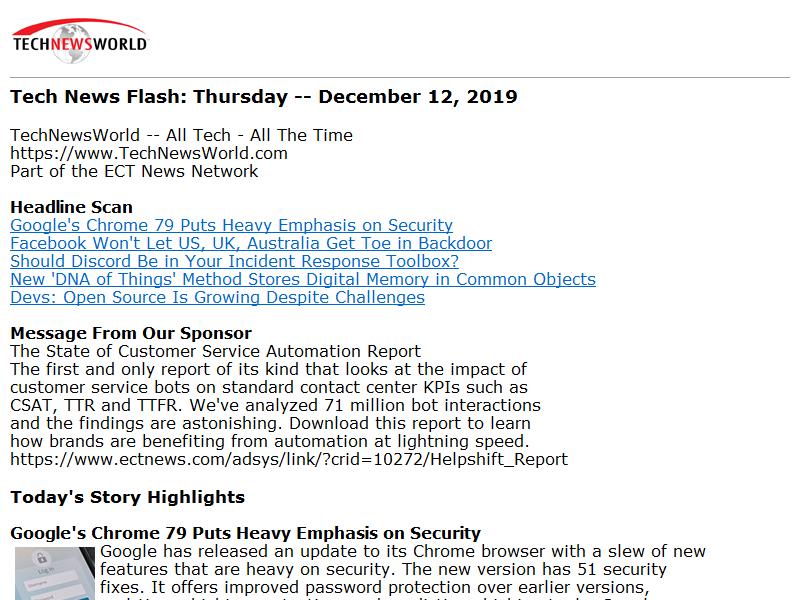 TECHNEWSWORLD
Tech News Flash: Thursday -- December 12, 2019
TechNewsWorld -- All Tech - All The Time
https://www.TechNewsWorld.com
Part of the ECT News Network
Headline Scan
Google's Chrome 79 Puts Heavy Emphasis on Security
Facebook Won't Let US, UK, Australia Get Toe in Backdoor
Should Discord Be in Your Incident Response Toolbox?
New 'DNA of Things' Method Stores Digital Memory in Common Objects
Devs: Open Source Is Growing Despite Challenges
Message From Our Sponsor
The State of Customer Service Automation Report
The first and only report of its kind that looks at the impact of
customer service bots on standard contact center KPIs such as
CSAT, TTR and TTFR. We've analyzed 71 million bot interactions
and the findings are astonishing. Download this report to learn
how brands are benefiting from automation at lightning speed.
https://www.ectnews.com/adsys/link/?crid=10272/Helpshift_Report
Today's Story Highlights
Google's Chrome 79 Puts Heavy Emphasis on Security
Google has released an update to its Chrome browser with a slew of new
features that are heavy on security. The new version has 51 security
fixes. It offers improved password protection over earlier versions,